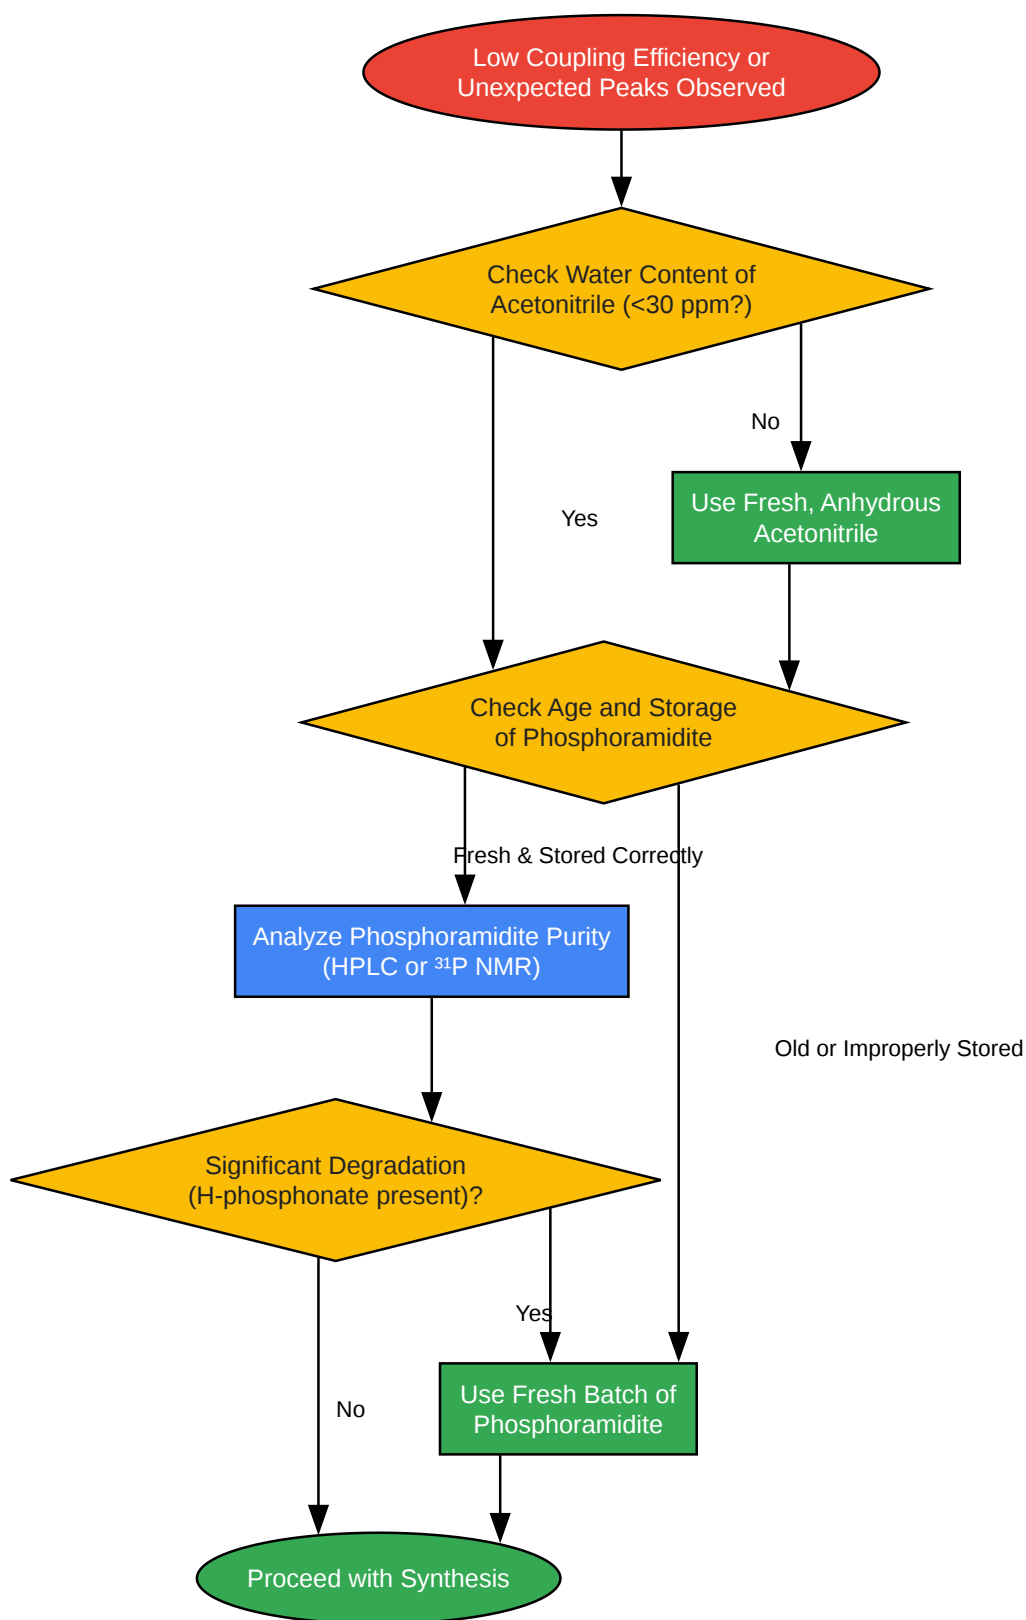 Low Coupling Efficiency or
Unexpected Peaks Observed
Check Water Content of
Acetonitrile (<30 ppm?)
No
Use Fresh, Anhydrous
Acetonitrile
Yes
Check Age and Storage
of Phosphoramidite
Fresh & Stored Correctly
Analyze Phosphoramidite Purity
(HPLC or ³¹P NMR)
Old or Improperly Stored
Significant Degradation
(H-phosphonate present)?
Yes
Use Fresh Batch of
Phosphoramidite
No
Proceed with Synthesis